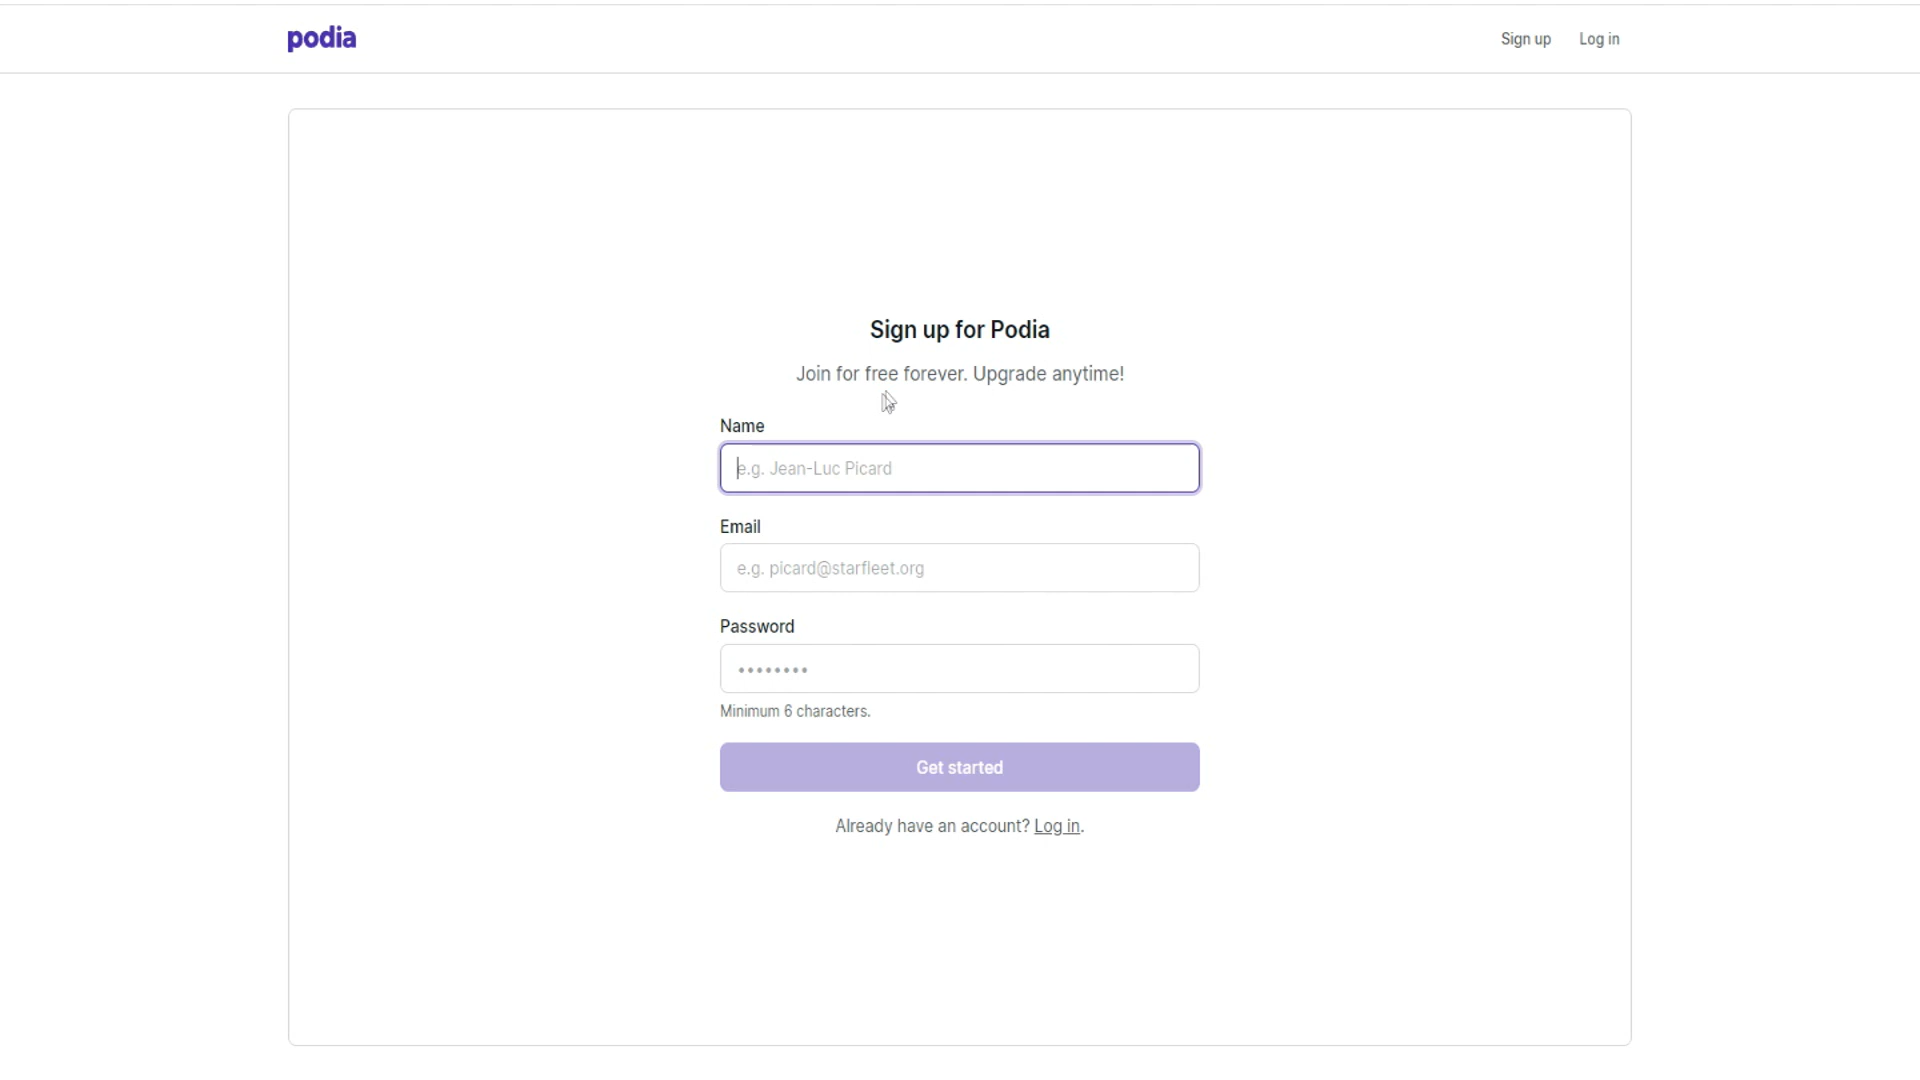 podia
Sign up Log in
Sign up for Podia
Join for free forever. Upgrade anytime!
Name
e.g. Jean-Luc Picard
Email
e.g. picard@starfleet.org
Password
••••••••
Minimum 6 characters.
Get started
Already have an account? Log in.